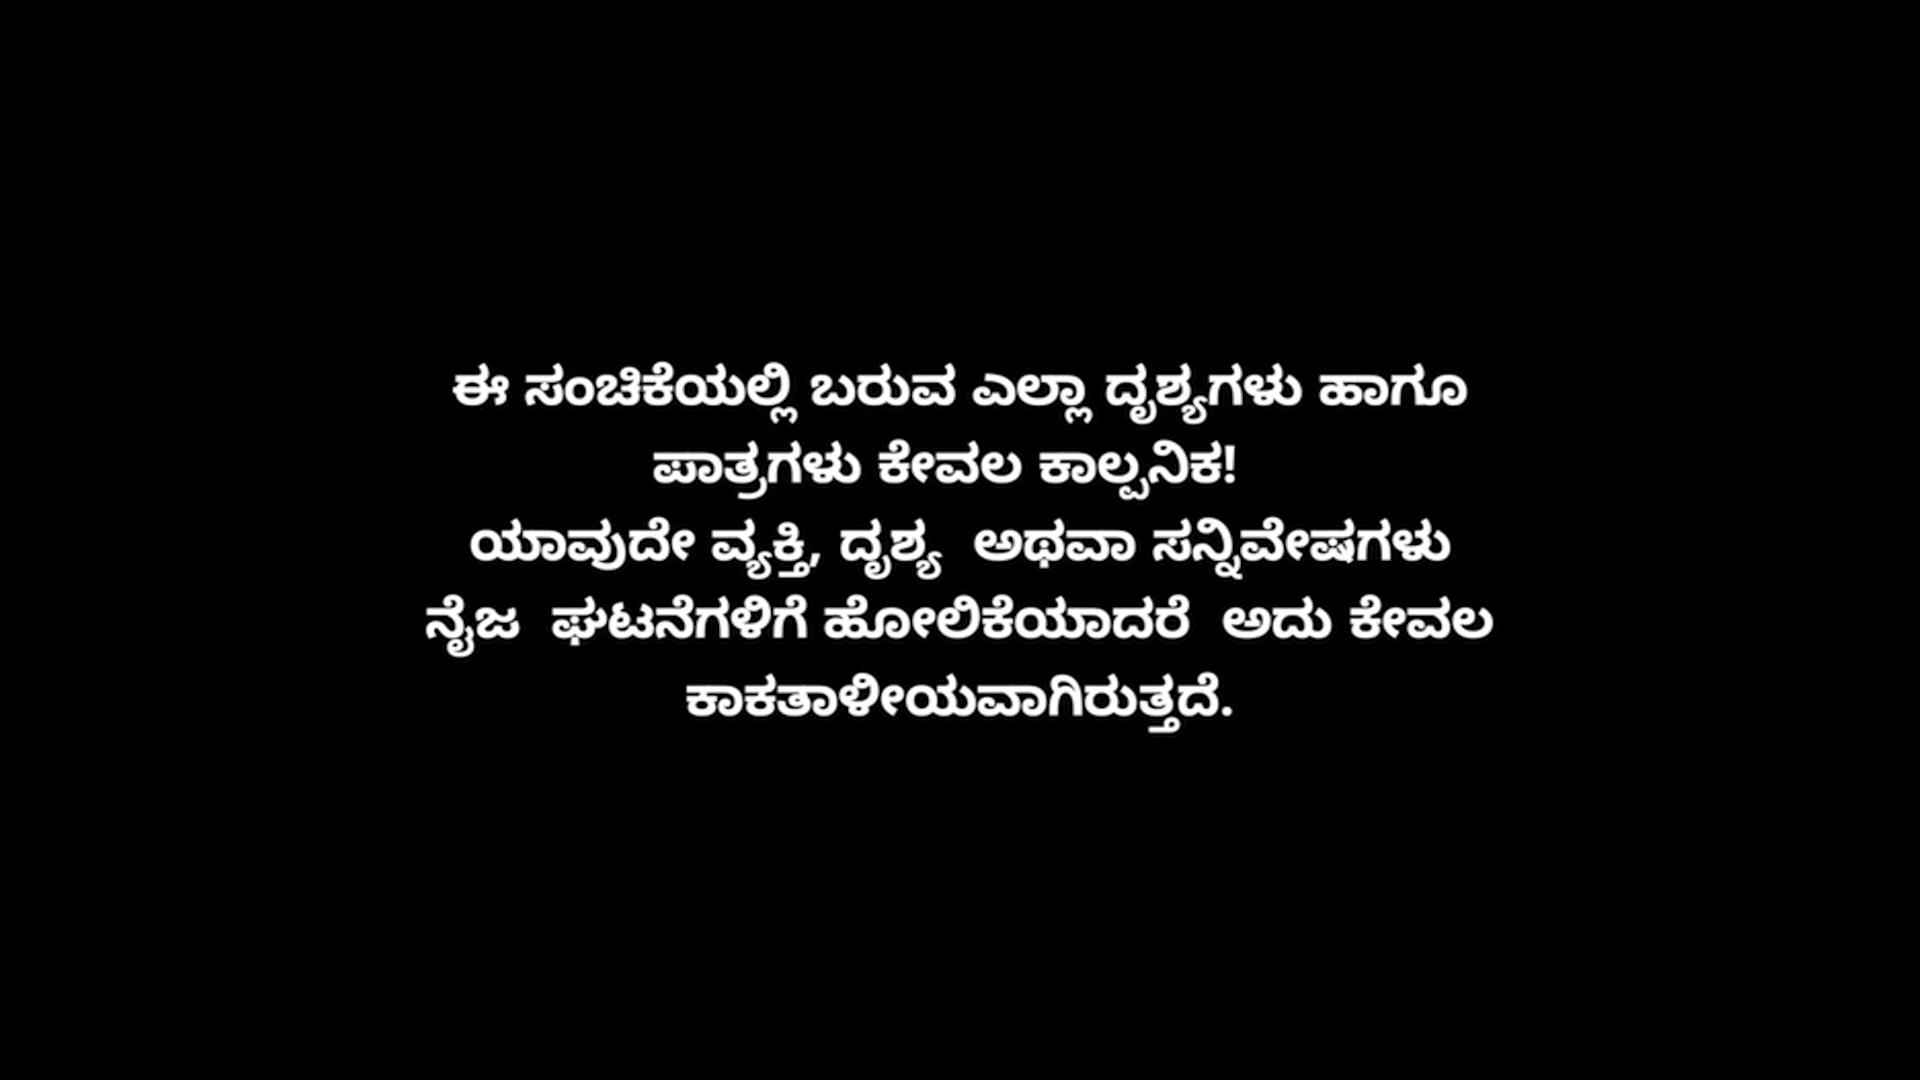 ಈ ಸಂಚಿಕೆಯಲ್ಲಿ ಬರುವ ಎಲ್ಲಾ ದೃಶ್ಯಗಳು ಹಾಗೂ
ಪಾತ್ರಗಳು ಕೇವಲ ಕಾಲ್ಪನಿಕ!
ಯಾವುದೇ ವ್ಯಕ್ತಿ, ದೃಶ್ಯ ಅಥವಾ ಸನ್ನಿವೇಷಗಳು
ನೈಜ ಘಟನೆಗಳಿಗೆ ಹೋಲಿಕೆಯಾದರೆ ಅದು ಕೇವಲ
ಕಾಕತಾಳೀಯವಾಗಿರುತ್ತದೆ.